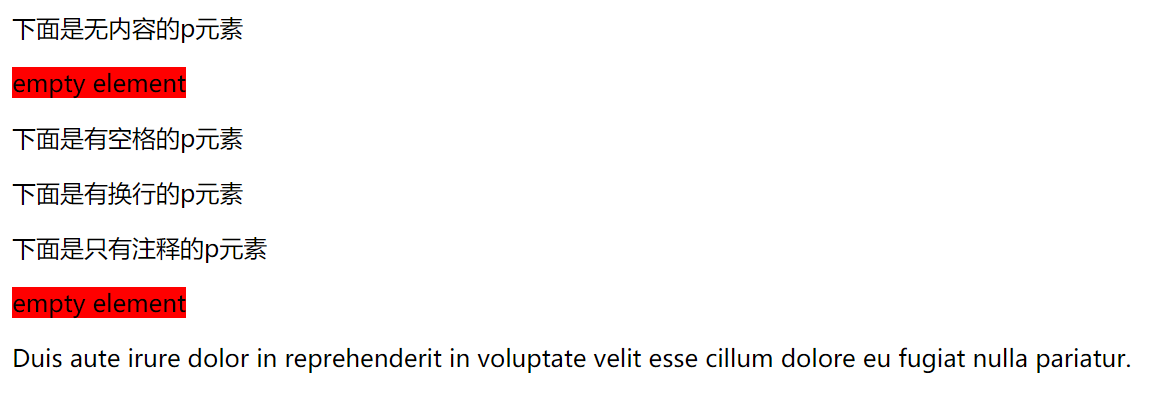 下面是无内容的p元素
empty element
下面是有空格的p元素
下面是有换行的p元素
下面是只有注释的p元素
empty element
Duis aute irure dolor in reprehenderit in voluptate velit esse cillum dolore eu fugiat nulla pariatur.